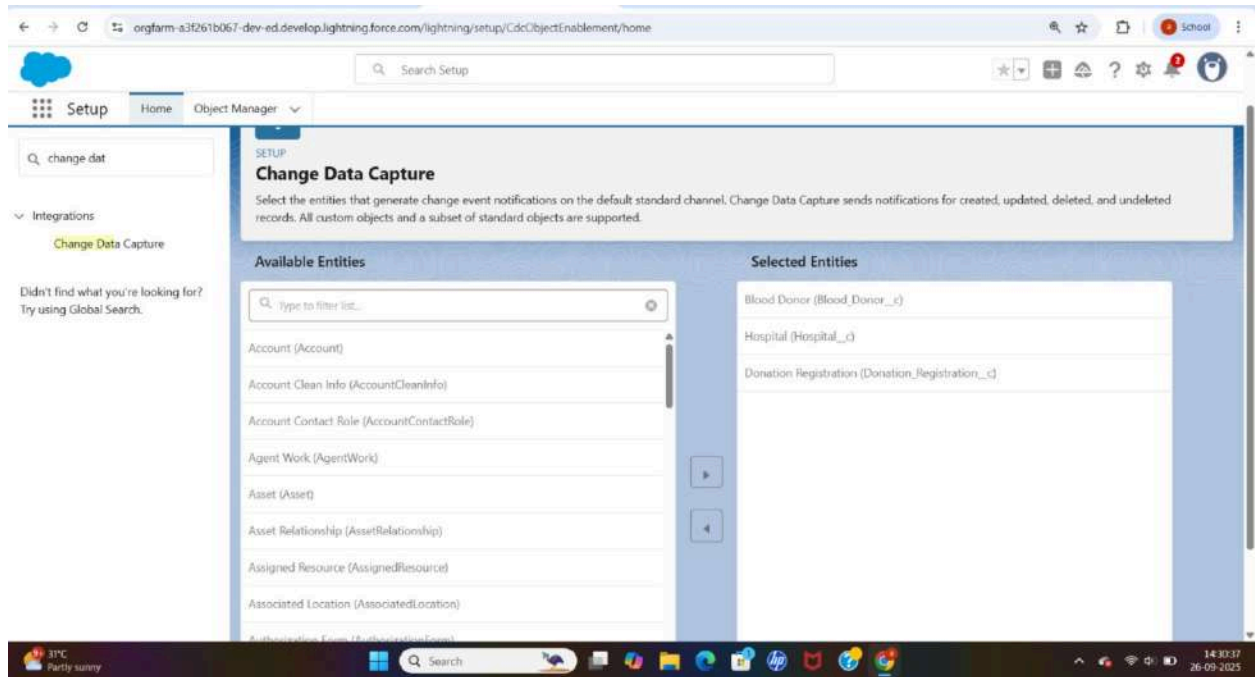 orgfarm-a3f261b067-dev-ed.develop.lightning.force.com/lightning/setup/CdcObjectEnablement/home
School
Search Setup
2
Setup
Home
Object Manager
change dat
Integrations
Change Data Capture
Didn't find what you're looking for?
Try using Global Search.
SETUP
Change Data Capture
Select the entities that generate change event notifications on the default standard channel. Change Data Capture sends notifications for created, updated, deleted, and undeleted
records. All custom objects and a subset of standard objects are supported.
Available Entities
Type to filter list...
Account (Account)
Account Clean Info (AccountCleanInfo)
Account Contact Role (AccountContactRole)
Agent Work (AgentWork)
Asset (Asset)
Asset Relationship (AssetRelationship)
Assigned Resource (AssignedResource)
Associated Location (AssociatedLocation)
Authorization Form (AuthorizationForm)
Selected Entities
Blood Donor (Blood_Donor__c)
Hospital (Hospital__c)
Donation Registration (Donation_Registration__c)
31°C
Partly sunny
Search
14:30:37
26-09-2025